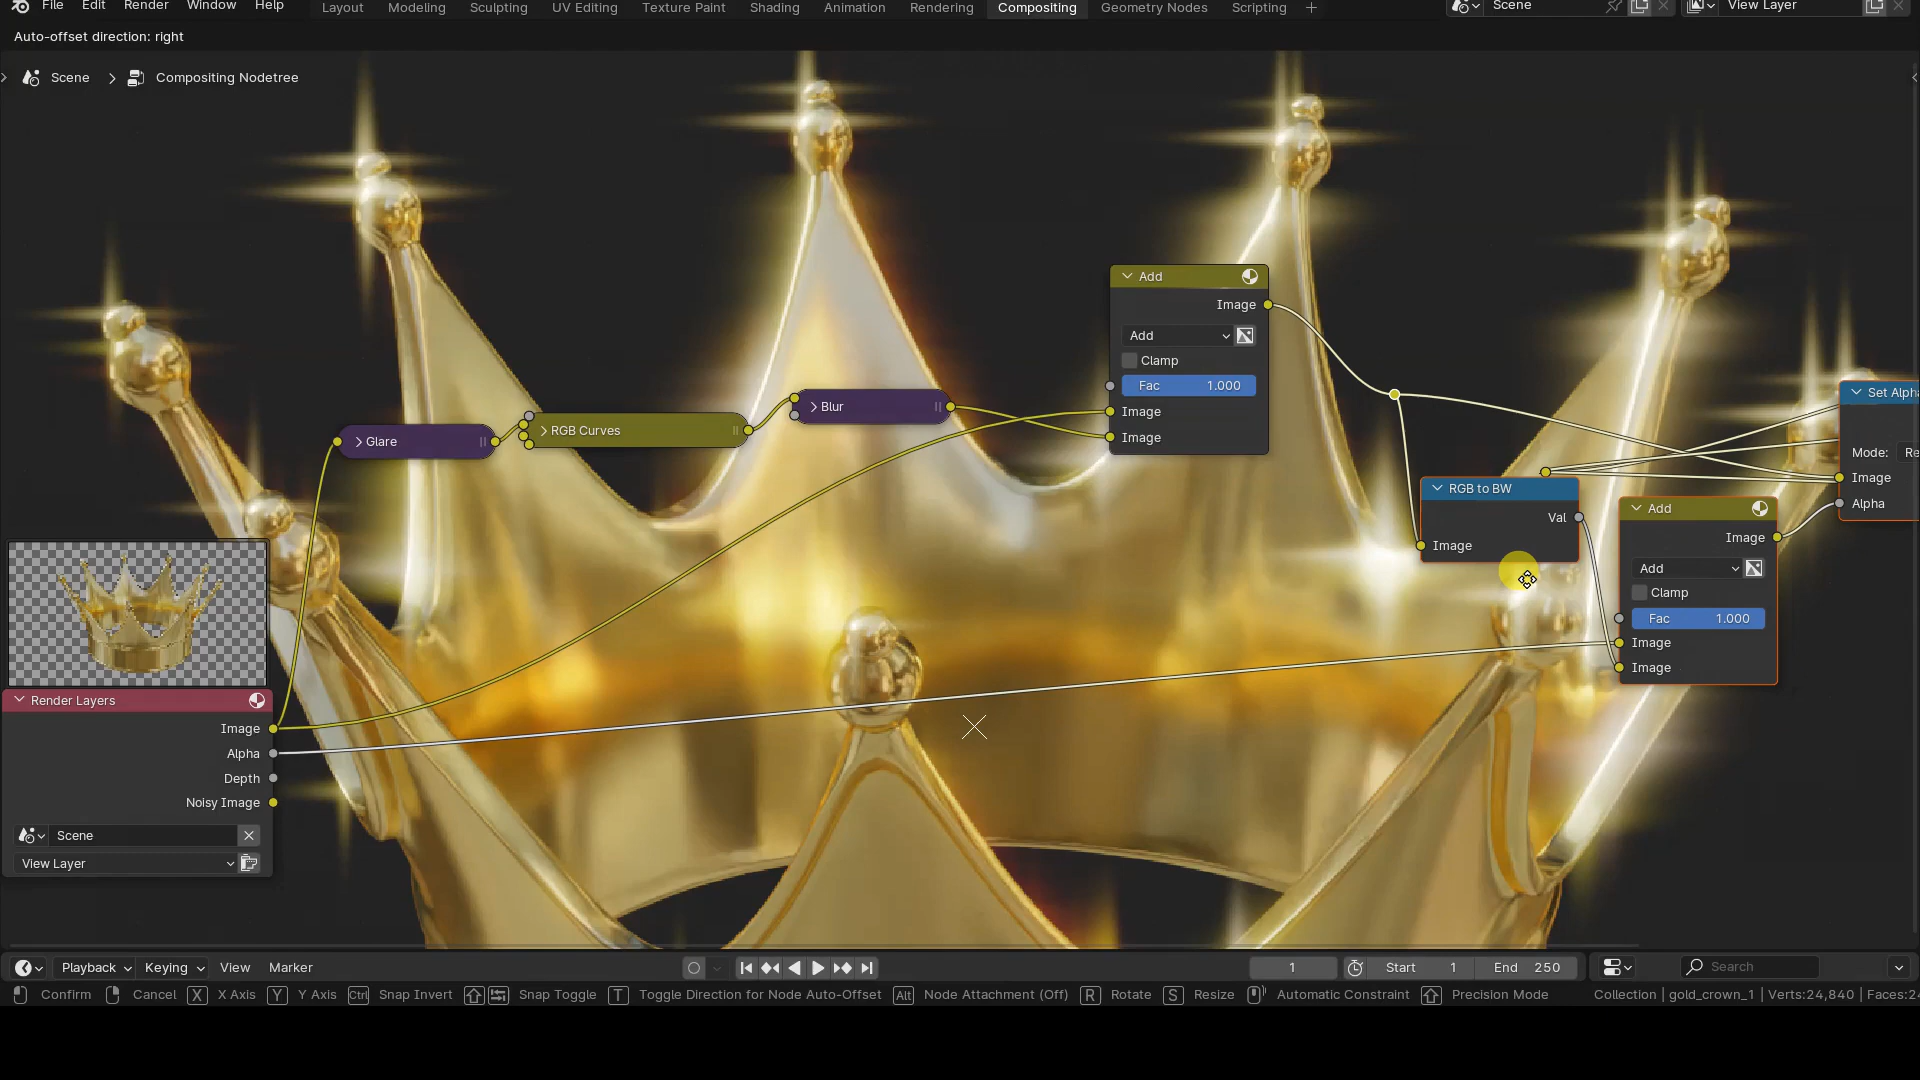 File Edit Render Window Help Layout Modeling Sculpting UV Editing Texture Paint Shading Animation Rendering Compositing Geometry Nodes Scripting Scene View Layer
Auto-offset direction: right
Scene Compositing Nodetree
Add
Image
Add
Clamp
Fac 1.000
Image
Image
Glare
RGB Curves
Blur
RGB to BW
Val
Image
Add
Image
Add
Clamp
Fac 1.000
Image
Image
Set Alpha
Mode: Re
Image
Alpha
Render Layers
Image
Alpha
Depth
Noisy Image
Scene
View Layer
Playback Keying View Marker 1 Start 1 End 250 Search
Confirm Cancel X X Axis Y Y Axis Ctrl Snap Invert Snap Toggle T Toggle Direction for Node Auto-Offset Alt Node Attachment (Off) R Rotate S Resize Automatic Constraint Precision Mode Collection | gold_crown_1 | Verts:24,840 | Faces:24